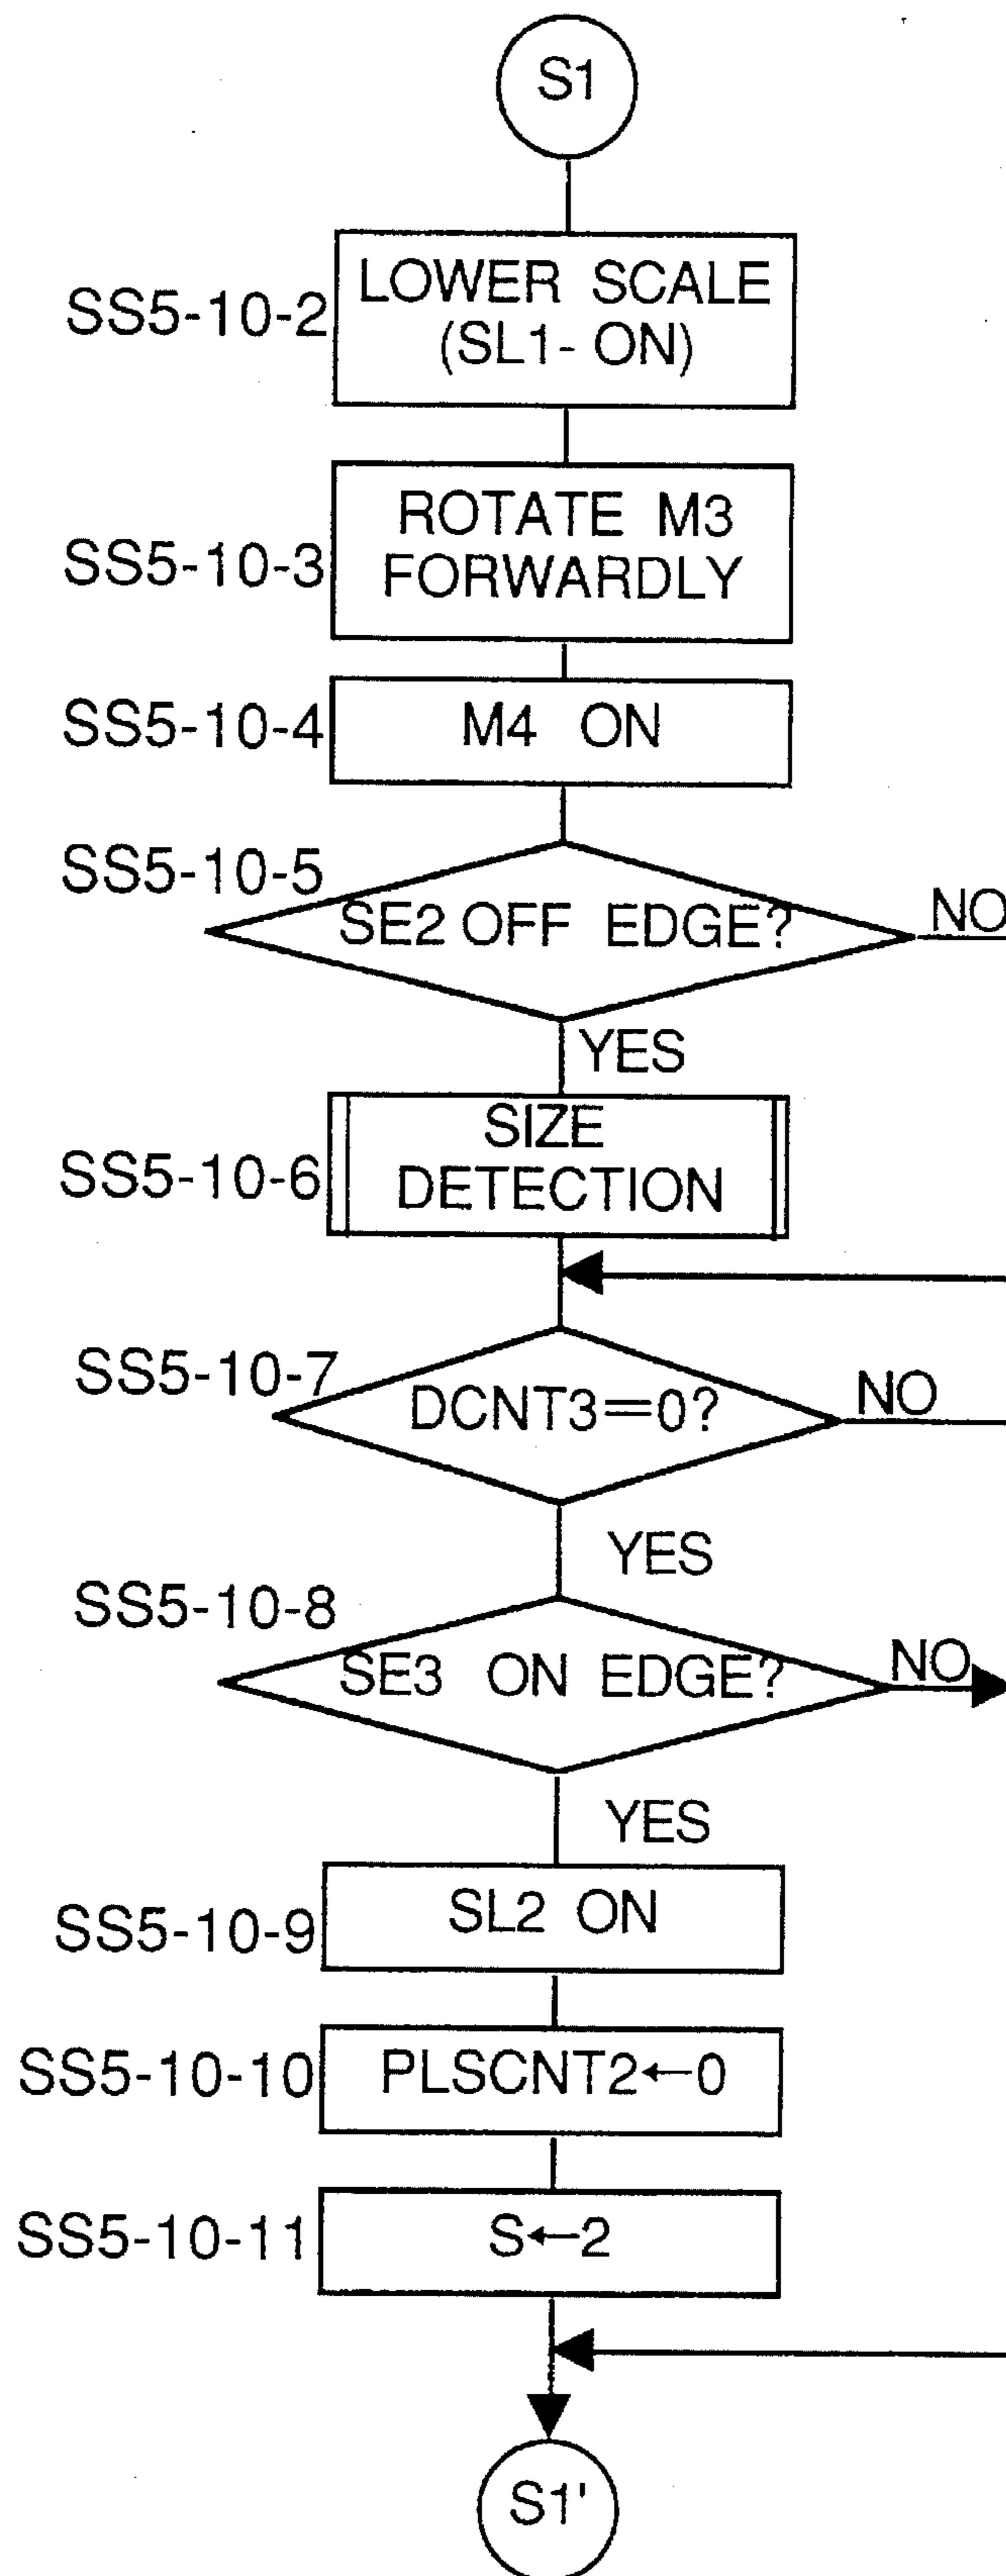 S1
SS5-10-2
LOWER SCALE
(SL1- ON)
SS5-10-3
ROTATE M3
FORWARDLY
SS5-10-4
M4 ON
SS5-10-5
SE2 OFF EDGE?
NO
YES
SS5-10-6
SIZE
DETECTION
SS5-10-7
DCNT3=0?
NO
YES
SS5-10-8
SE3 ON EDGE?
NO
YES
SS5-10-9
SL2 ON
SS5-10-10
PLSCNT2←0
SS5-10-11
S←2
S1'